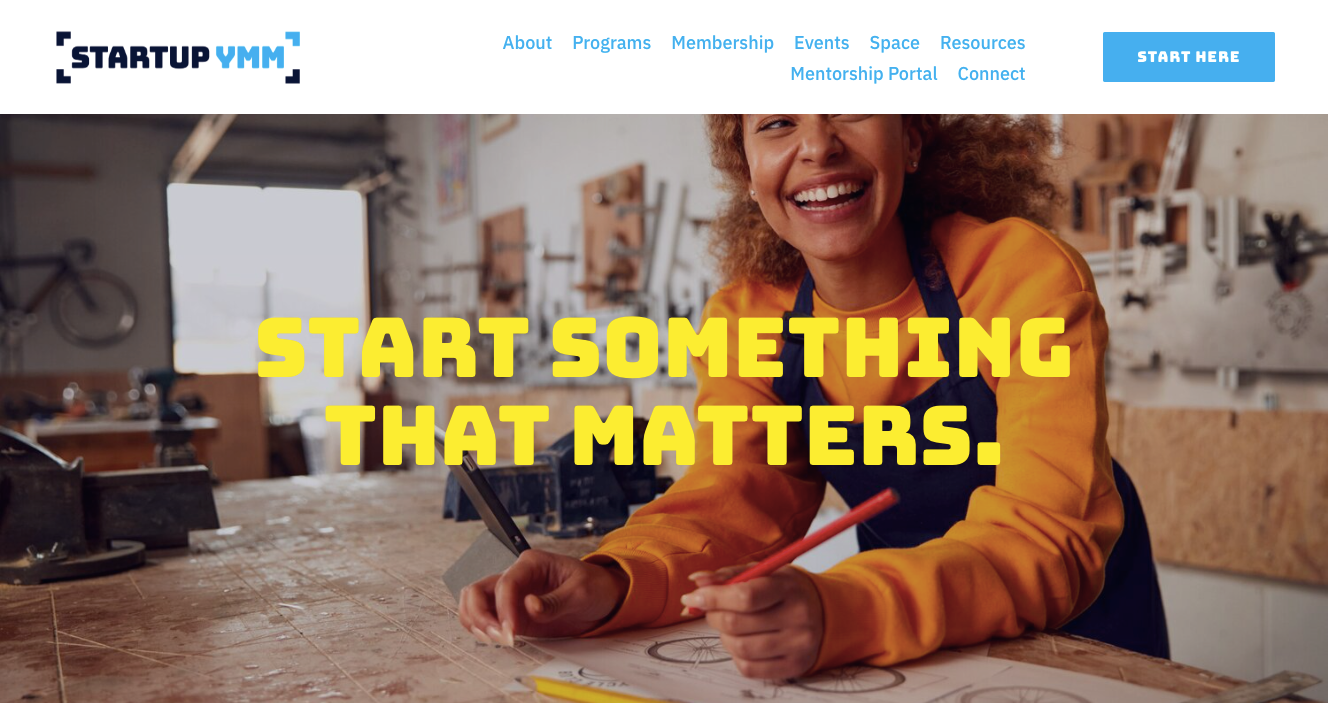 STARTUP YMM
About Programs Membership Events Space Resources
Mentorship Portal Connect
START HERE
START SOMETHING
THAT MATTERS.